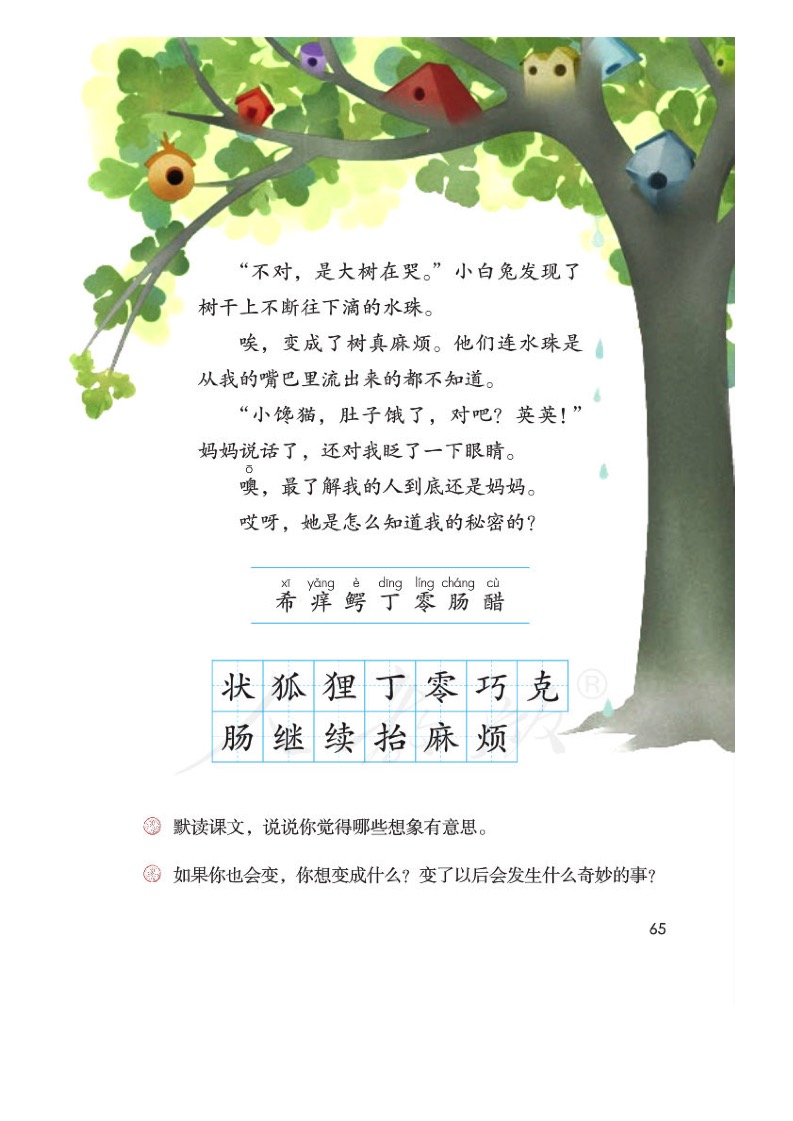 “不对，是大树在哭。”小白兔发现了
树干上不断往下滴的水珠。
唉，变成了树真麻烦。他们连水珠是
从我的嘴巴里流出来的都不知道。
“小馋猫，肚子饿了，对吧？英英！”
妈妈说话了，还对我眨了一下眼睛。
ō
噢，最了解我的人到底还是妈妈。
哎呀，她是怎么知道我的秘密的？
xī yǎng è dīng líng cháng cù
希 痒 鳄 丁 零 肠 醋
状 狐 狸 丁 零 巧 克
肠 继 续 抬 麻 烦
人教版®
默读课文，说说你觉得哪些想象有意思。
如果你也会变，你想变成什么？变了以后会发生什么奇妙的事？
65